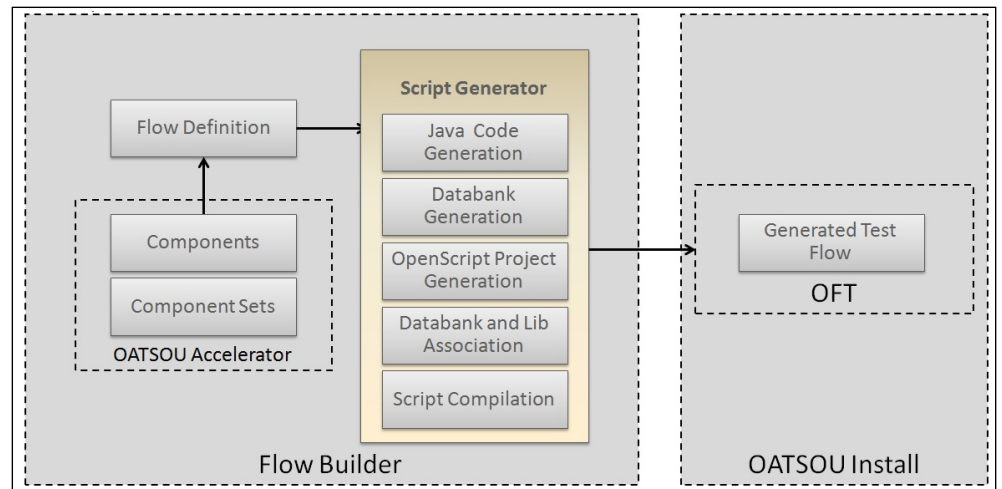 Flow Definition
Components
Component Sets
OATSOU Accelerator
Script Generator
Java Code
Generation
Databank
Generation
OpenScript Project
Generation
Databank and Lib
Association
Script Compilation
Flow Builder
Generated Test
Flow
OFT
OATSOU Install